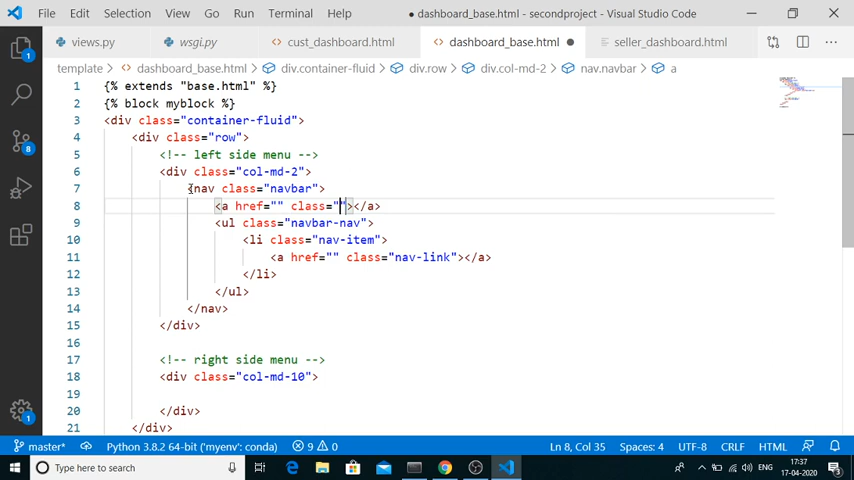 File Edit Selection View Go Run Terminal Help ● dashboard_base.html - secondproject - Visual Studio Code
views.py wsgi.py <> cust_dashboard.html <> dashboard_base.html ● seller_dashboard.html
template > <> dashboard_base.html > div.container-fluid > div.row > div.col-md-2 > nav.navbar > a
1 {% extends "base.html" %}
2 {% block myblock %}
3 <div class="container-fluid">
4 <div class="row">
5 <!-- left side menu -->
6 <div class="col-md-2">
7 <nav class="navbar">
8 <a href="" class=""></a>
9 <ul class="navbar-nav">
10 <li class="nav-item">
11 <a href="" class="nav-link"></a>
12 </li>
13 </ul>
14 </nav>
15 </div>
16
17 <!-- right side menu -->
18 <div class="col-md-10">
19
20 </div>
21 </div>
1
8
1
master* Python 3.8.2 64-bit ('myenv': conda) 9 0 Ln 8, Col 35 Spaces: 4 UTF-8 CRLF HTML
Type here to search ENG 17:37
17-04-2020 3